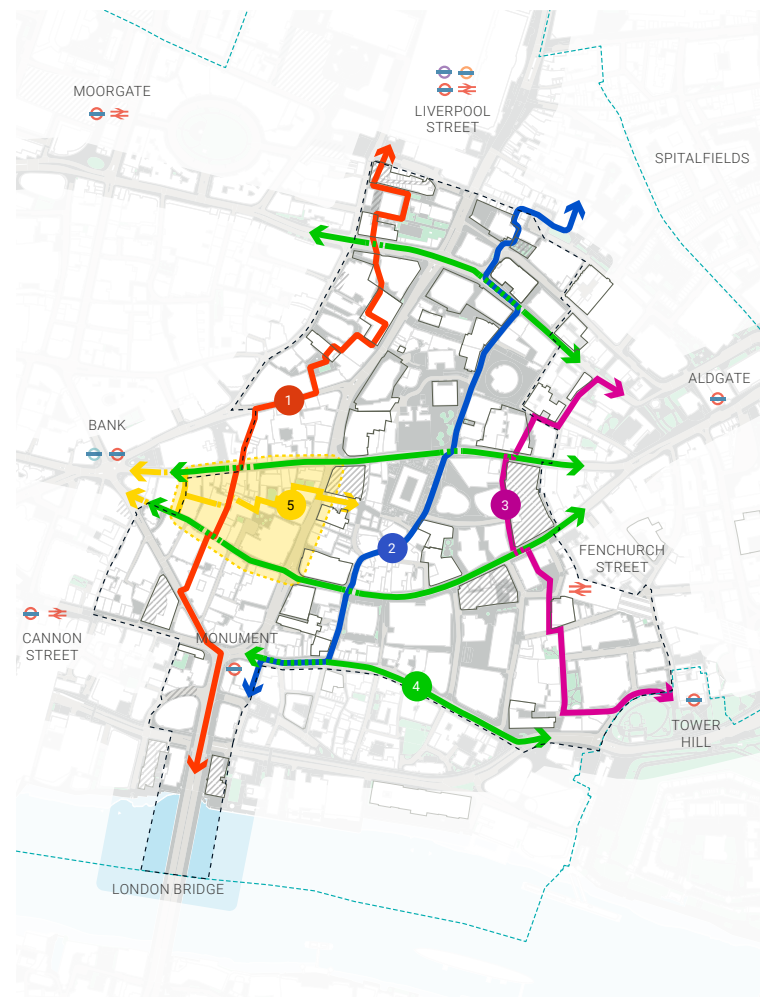 MOORGATE
LIVERPOOL
STREET
SPITALFIELDS
ALDGATE
1
BANK
5
3
2
FENCHURCH
STREET
CANNON
STREET
MONUMENT
4
TOWER
HILL
LONDON BRIDGE